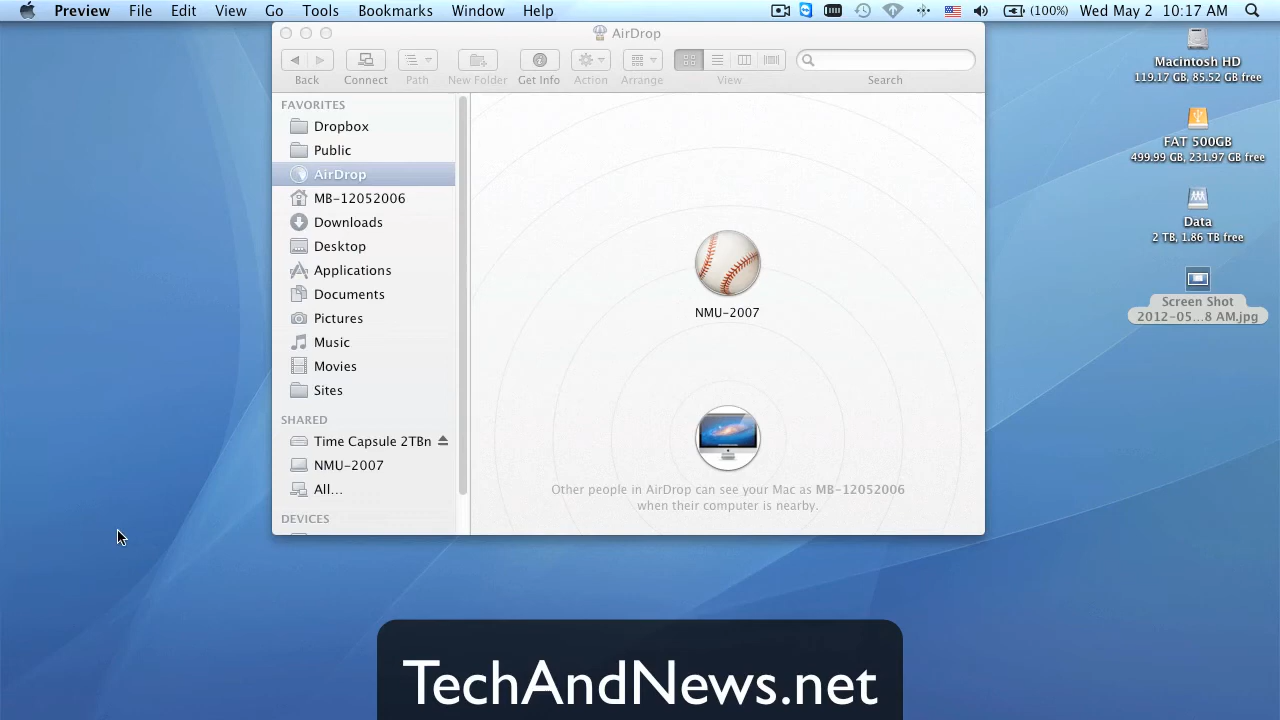 Preview File Edit View Go Tools Bookmarks Window Help (100%) Wed May 2 10:17 AM
AirDrop
Back Connect Path New Folder Get Info Action Arrange View Search
FAVORITES
Dropbox
Public
AirDrop
MB-12052006
Downloads
Desktop
Applications
Documents
Pictures
Music
Movies
Sites
SHARED
Time Capsule 2TBn
NMU-2007
All...
DEVICES
NMU-2007
Other people in AirDrop can see your Mac as MB-12052006
when their computer is nearby.
Macintosh HD
119.17 GB, 85.52 GB free
FAT 500GB
499.99 GB, 231.97 GB free
Data
2 TB, 1.86 TB free
Screen Shot
2012-05...8 AM.jpg
TechAndNews.net